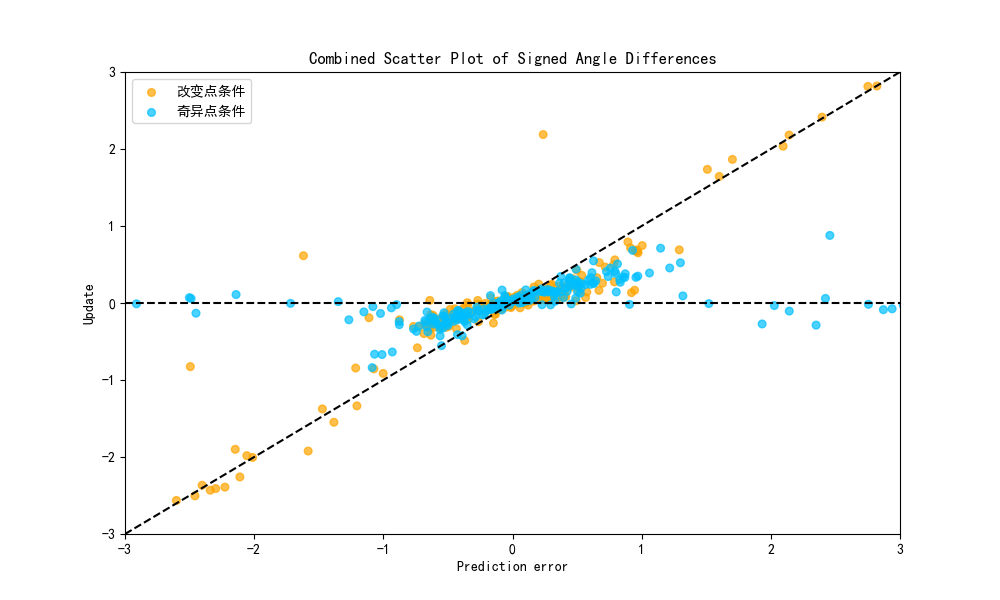 Combined Scatter Plot of Signed Angle Differences
改变点条件
奇异点条件
3
2
1
0
−1
−2
−3
Update
−3 −2 −1 0 1 2 3
Prediction error